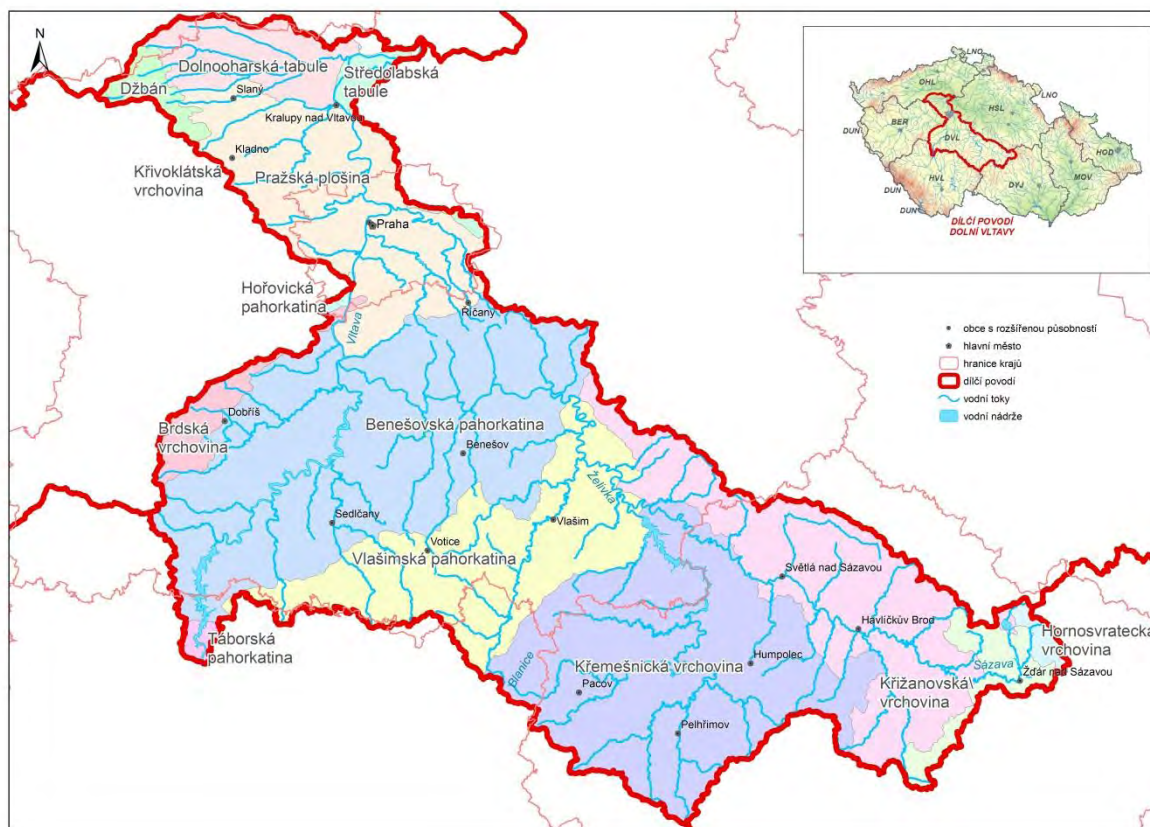 N
Dolnooharská tabule
Středolabská
tabule
Džbán
Slaný
Kralupy nad Vltavou
Kladno
Křivoklátská
vrchovina
Pražská plošina
Praha
Hořovická
pahorkatina
Říčany
Vltava
Dobříš
Brdská
vrchovina
Benešovská pahorkatina
Benešov
Želivka
Sedlčany
Vlašim
Votice
Vlašimská pahorkatina
Světlá nad Sázavou
Havlíčkův Brod
Hornosvratecká
vrchovina
Táborská
pahorkatina
Blanice
Křemešnická vrchovina
Humpolec
Sázava
Žďár nad Sázavou
Pacov
Křižanovská
vrchovina
Pelhřimov
LNO
OHL
LNO
HSL
BER
DUN
DVL
HOD
HVL
DYJ
MOV
DUN
DUN
DÍLČÍ POVODÍ
DOLNÍ VLTAVY
obce s rozšířenou působností
hlavní město
hranice krajů
dílčí povodí
vodní toky
vodní nádrže